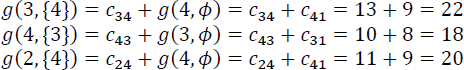 g(3,{4}) = c₃₄ + g(4,ϕ) = c₃₄ + c₄₁ = 13 + 9 = 22
g(4,{3}) = c₄₃ + g(3,ϕ) = c₄₃ + c₃₁ = 10 + 8 = 18
g(2,{4}) = c₂₄ + g(4,ϕ) = c₂₄ + c₄₁ = 11 + 9 = 20